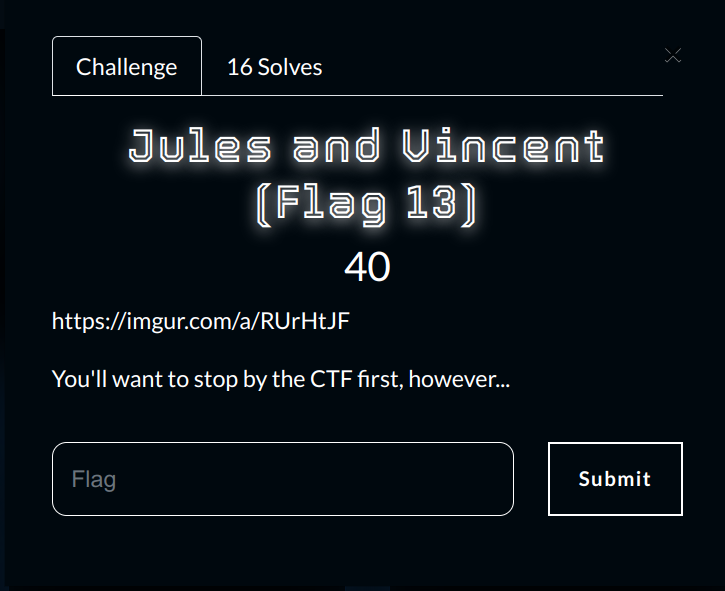 Challenge
16 Solves
Jules and Vincent
(Flag 13)
40
https://imgur.com/a/RUrHtJF
You'll want to stop by the CTF first, however...
Flag
Submit